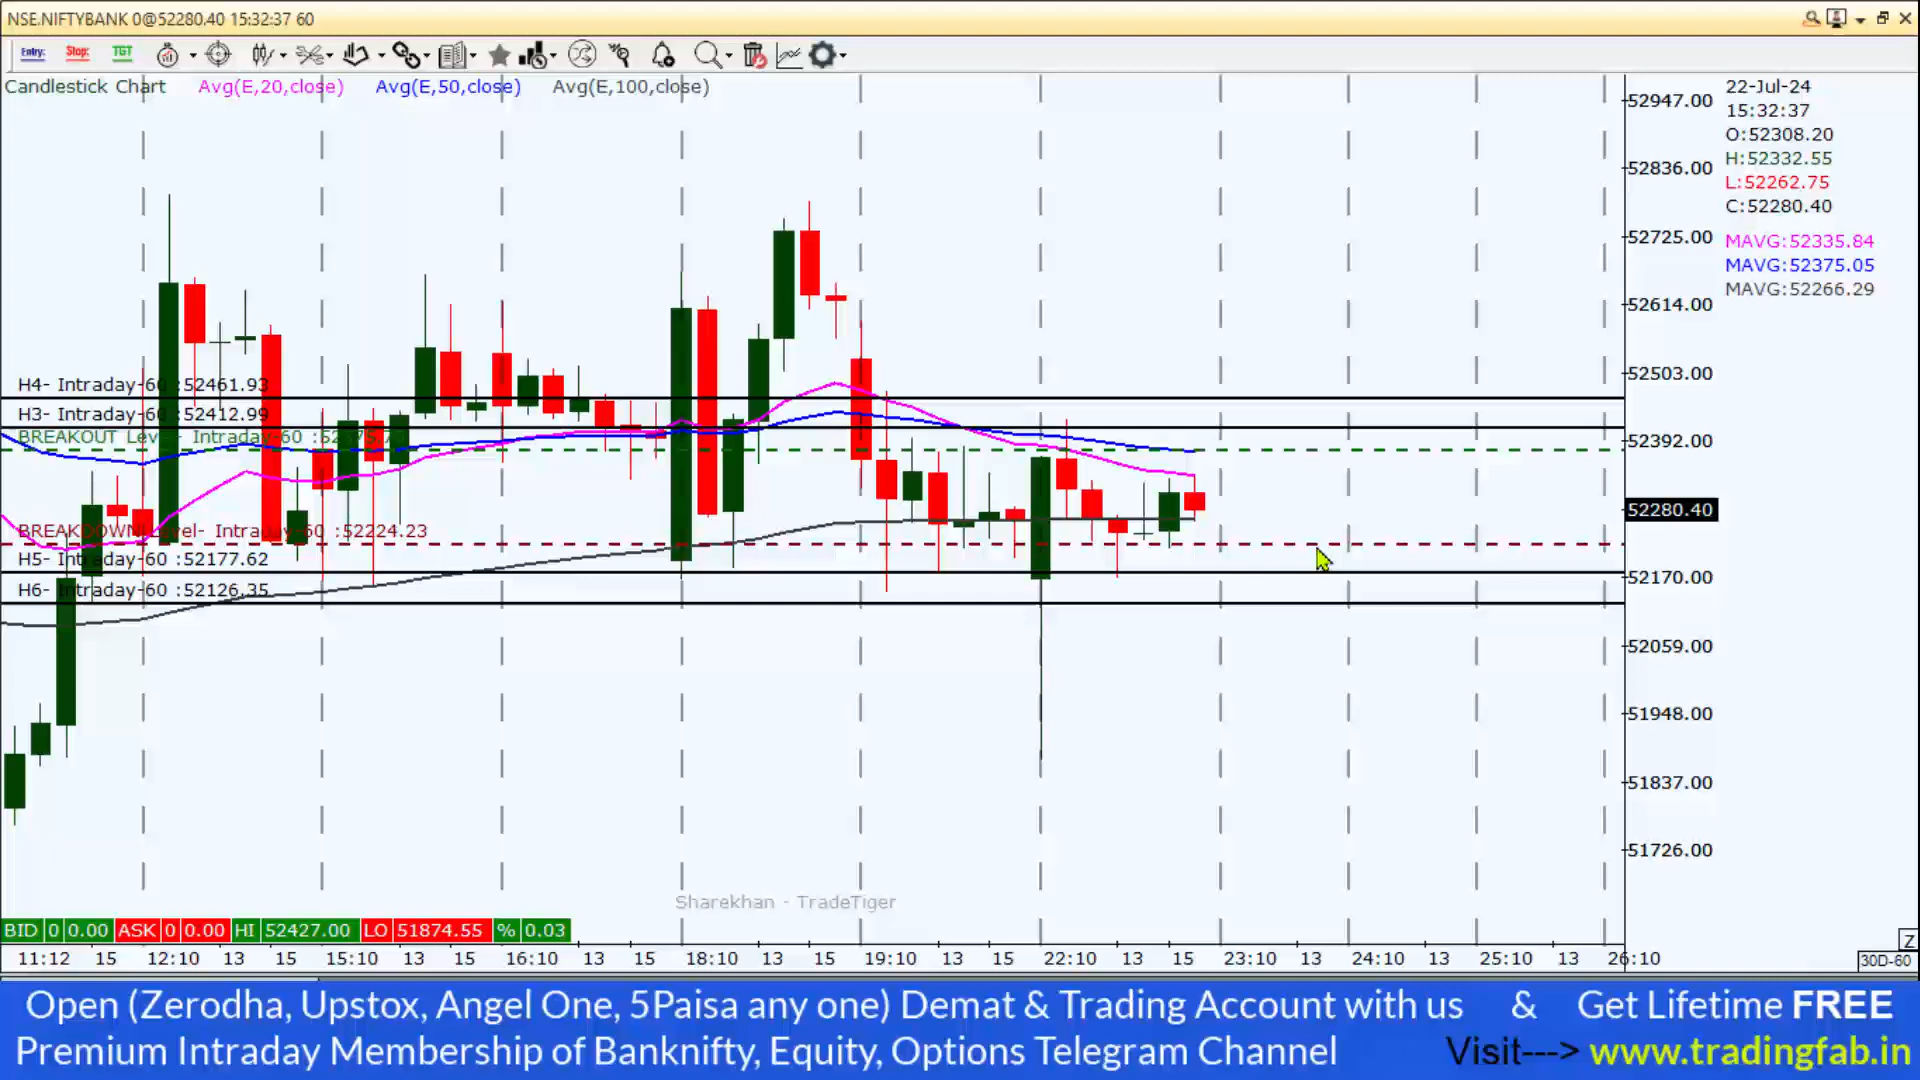 NSE.NIFTYBANK 0@52280.40 15:32:37 60
Entry: Stop: TGT
Candlestick Chart Avg(E,20,close) Avg(E,50,close) Avg(E,100,close)
22-Jul-24
15:32:37
O:52308.20
H:52332.55
L:52262.75
C:52280.40
MAVG:52335.84
MAVG:52375.05
MAVG:52266.29
52947.00
52836.00
52725.00
52614.00
52503.00
52392.00
52280.40
52170.00
52059.00
51948.00
51837.00
51726.00
H4- Intraday-60 :52461.93
H3- Intraday-60 :52412.99
BREAKOUT Level- Intraday-60
BREAKDOWN Level- Intraday-60 :52224.23
H5- Intraday-60 :52177.62
H6- Intraday-60 :52126.35
Sharekhan - TradeTiger
BID 0 0.00 ASK 0 0.00 HI 52427.00 LO 51874.55 % 0.03
Z
11:12 15 12:10 13 15 15:10 13 15 16:10 13 15 18:10 13 15 19:10 13 15 22:10 13 15 23:10 13 24:10 13 25:10 13 26:10
30D-60
Open (Zerodha, Upstox, Angel One, 5Paisa any one) Demat & Trading Account with us & Get Lifetime FREE
Premium Intraday Membership of Banknifty, Equity, Options Telegram Channel Visit---> www.tradingfab.in